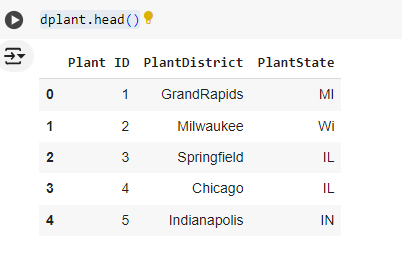 dplant.head()
Plant ID PlantDistrict PlantState
0 1 GrandRapids MI
1 2 Milwaukee Wi
2 3 Springfield IL
3 4 Chicago IL
4 5 Indianapolis IN